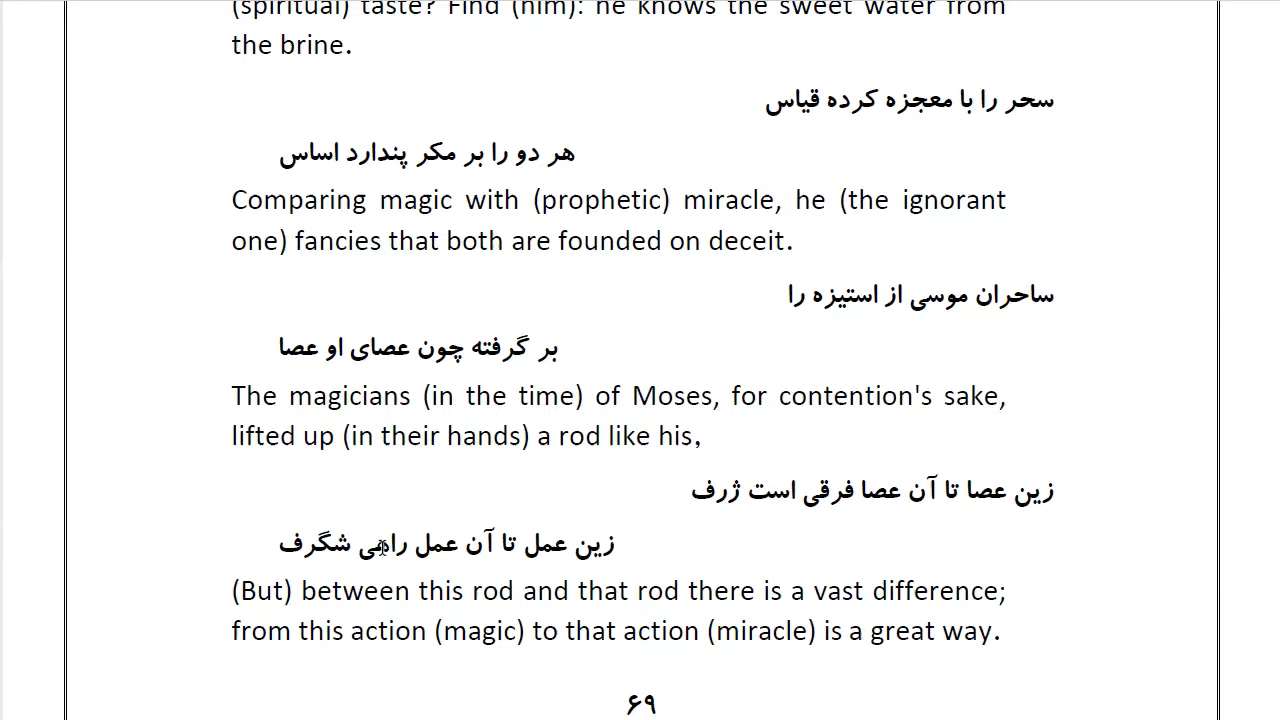 (spiritual) taste? Find (him): he knows the sweet water from
the brine.
سحر را با معجزه کرده قیاس
هر دو را بر مکر پندارد اساس
Comparing magic with (prophetic) miracle, he (the ignorant
one) fancies that both are founded on deceit.
ساحران موسی از استیزه را
بر گرفته چون عصای او عصا
The magicians (in the time) of Moses, for contention's sake,
lifted up (in their hands) a rod like his,
زین عصا تا آن عصا فرقی است ژرف
زین عمل تا آن عمل راهی شگرف
(But) between this rod and that rod there is a vast difference;
from this action (magic) to that action (miracle) is a great way.
۶۹